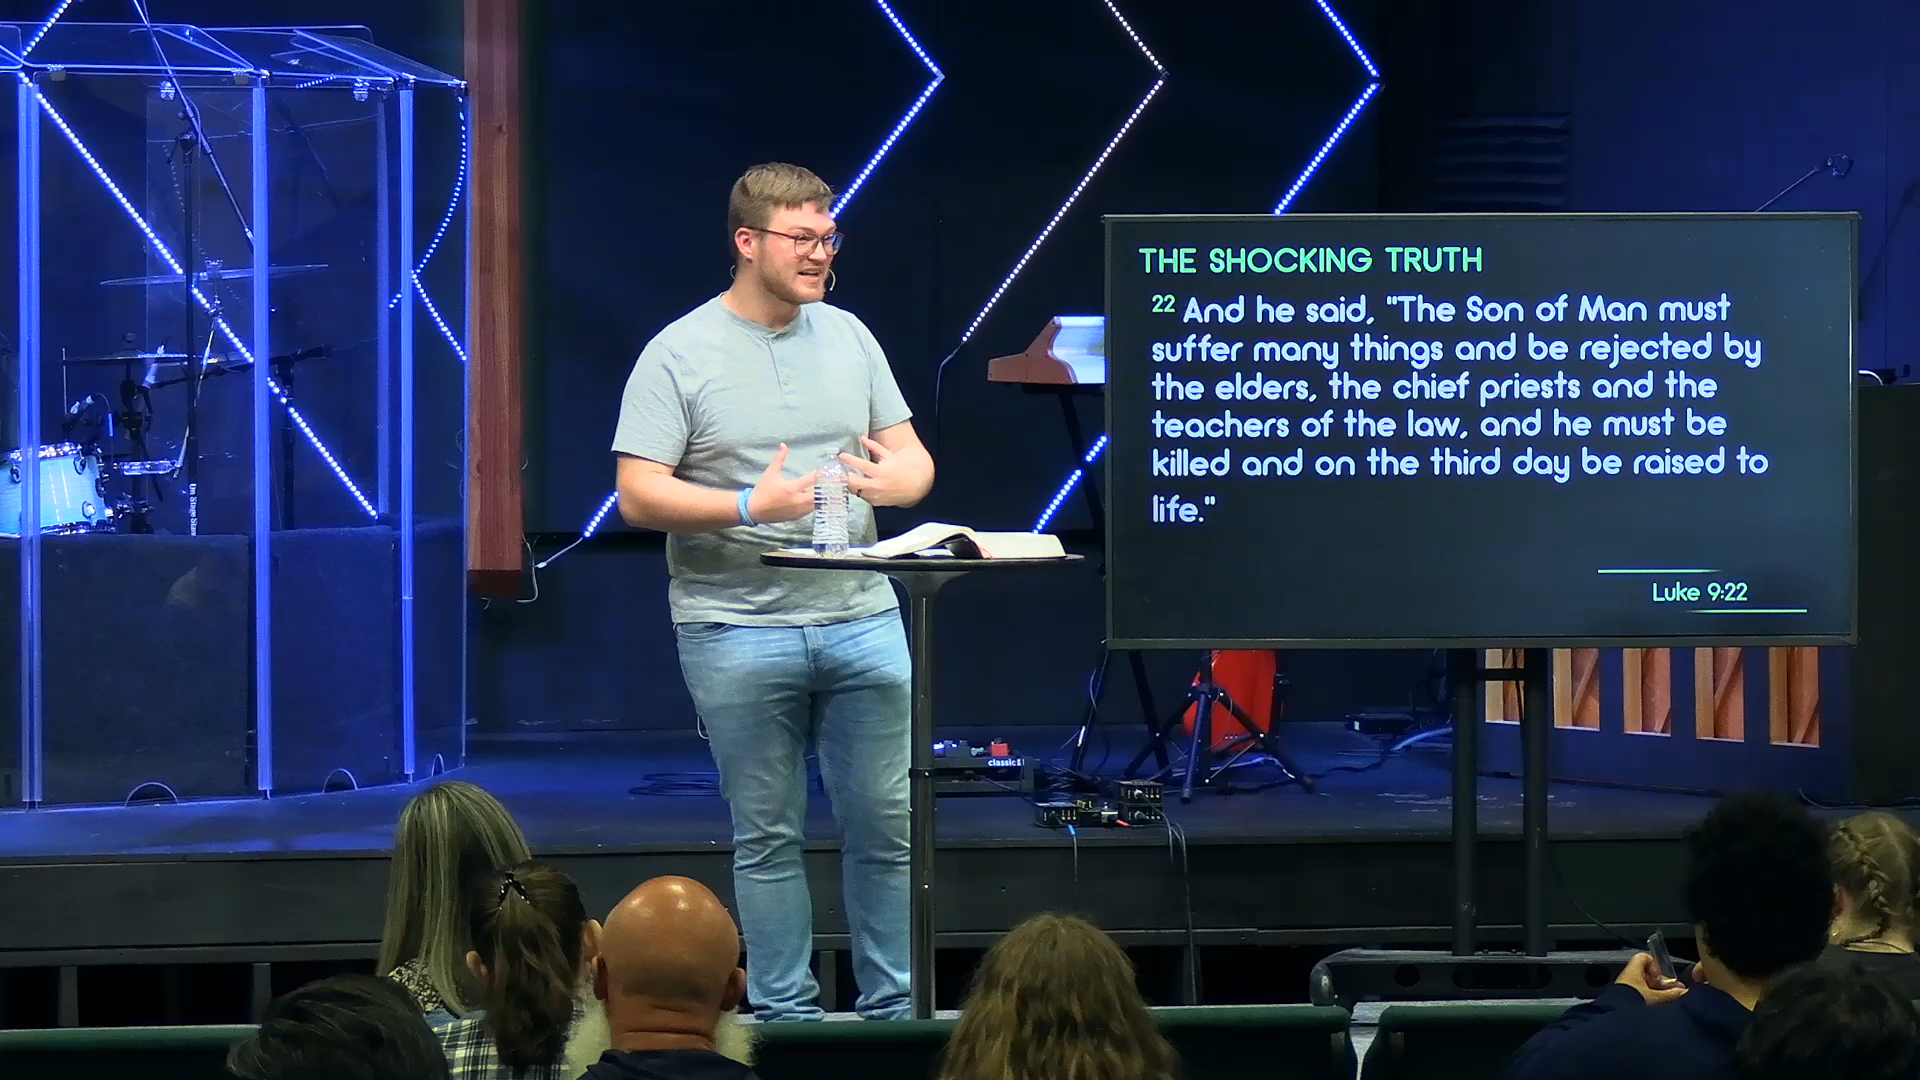 THE SHOCKING TRUTH
22 And he said, "The Son of Man must
suffer many things and be rejected by
the elders, the chief priests and the
teachers of the law, and he must be
killed and on the third day be raised to
life."
Luke 9:22
classic